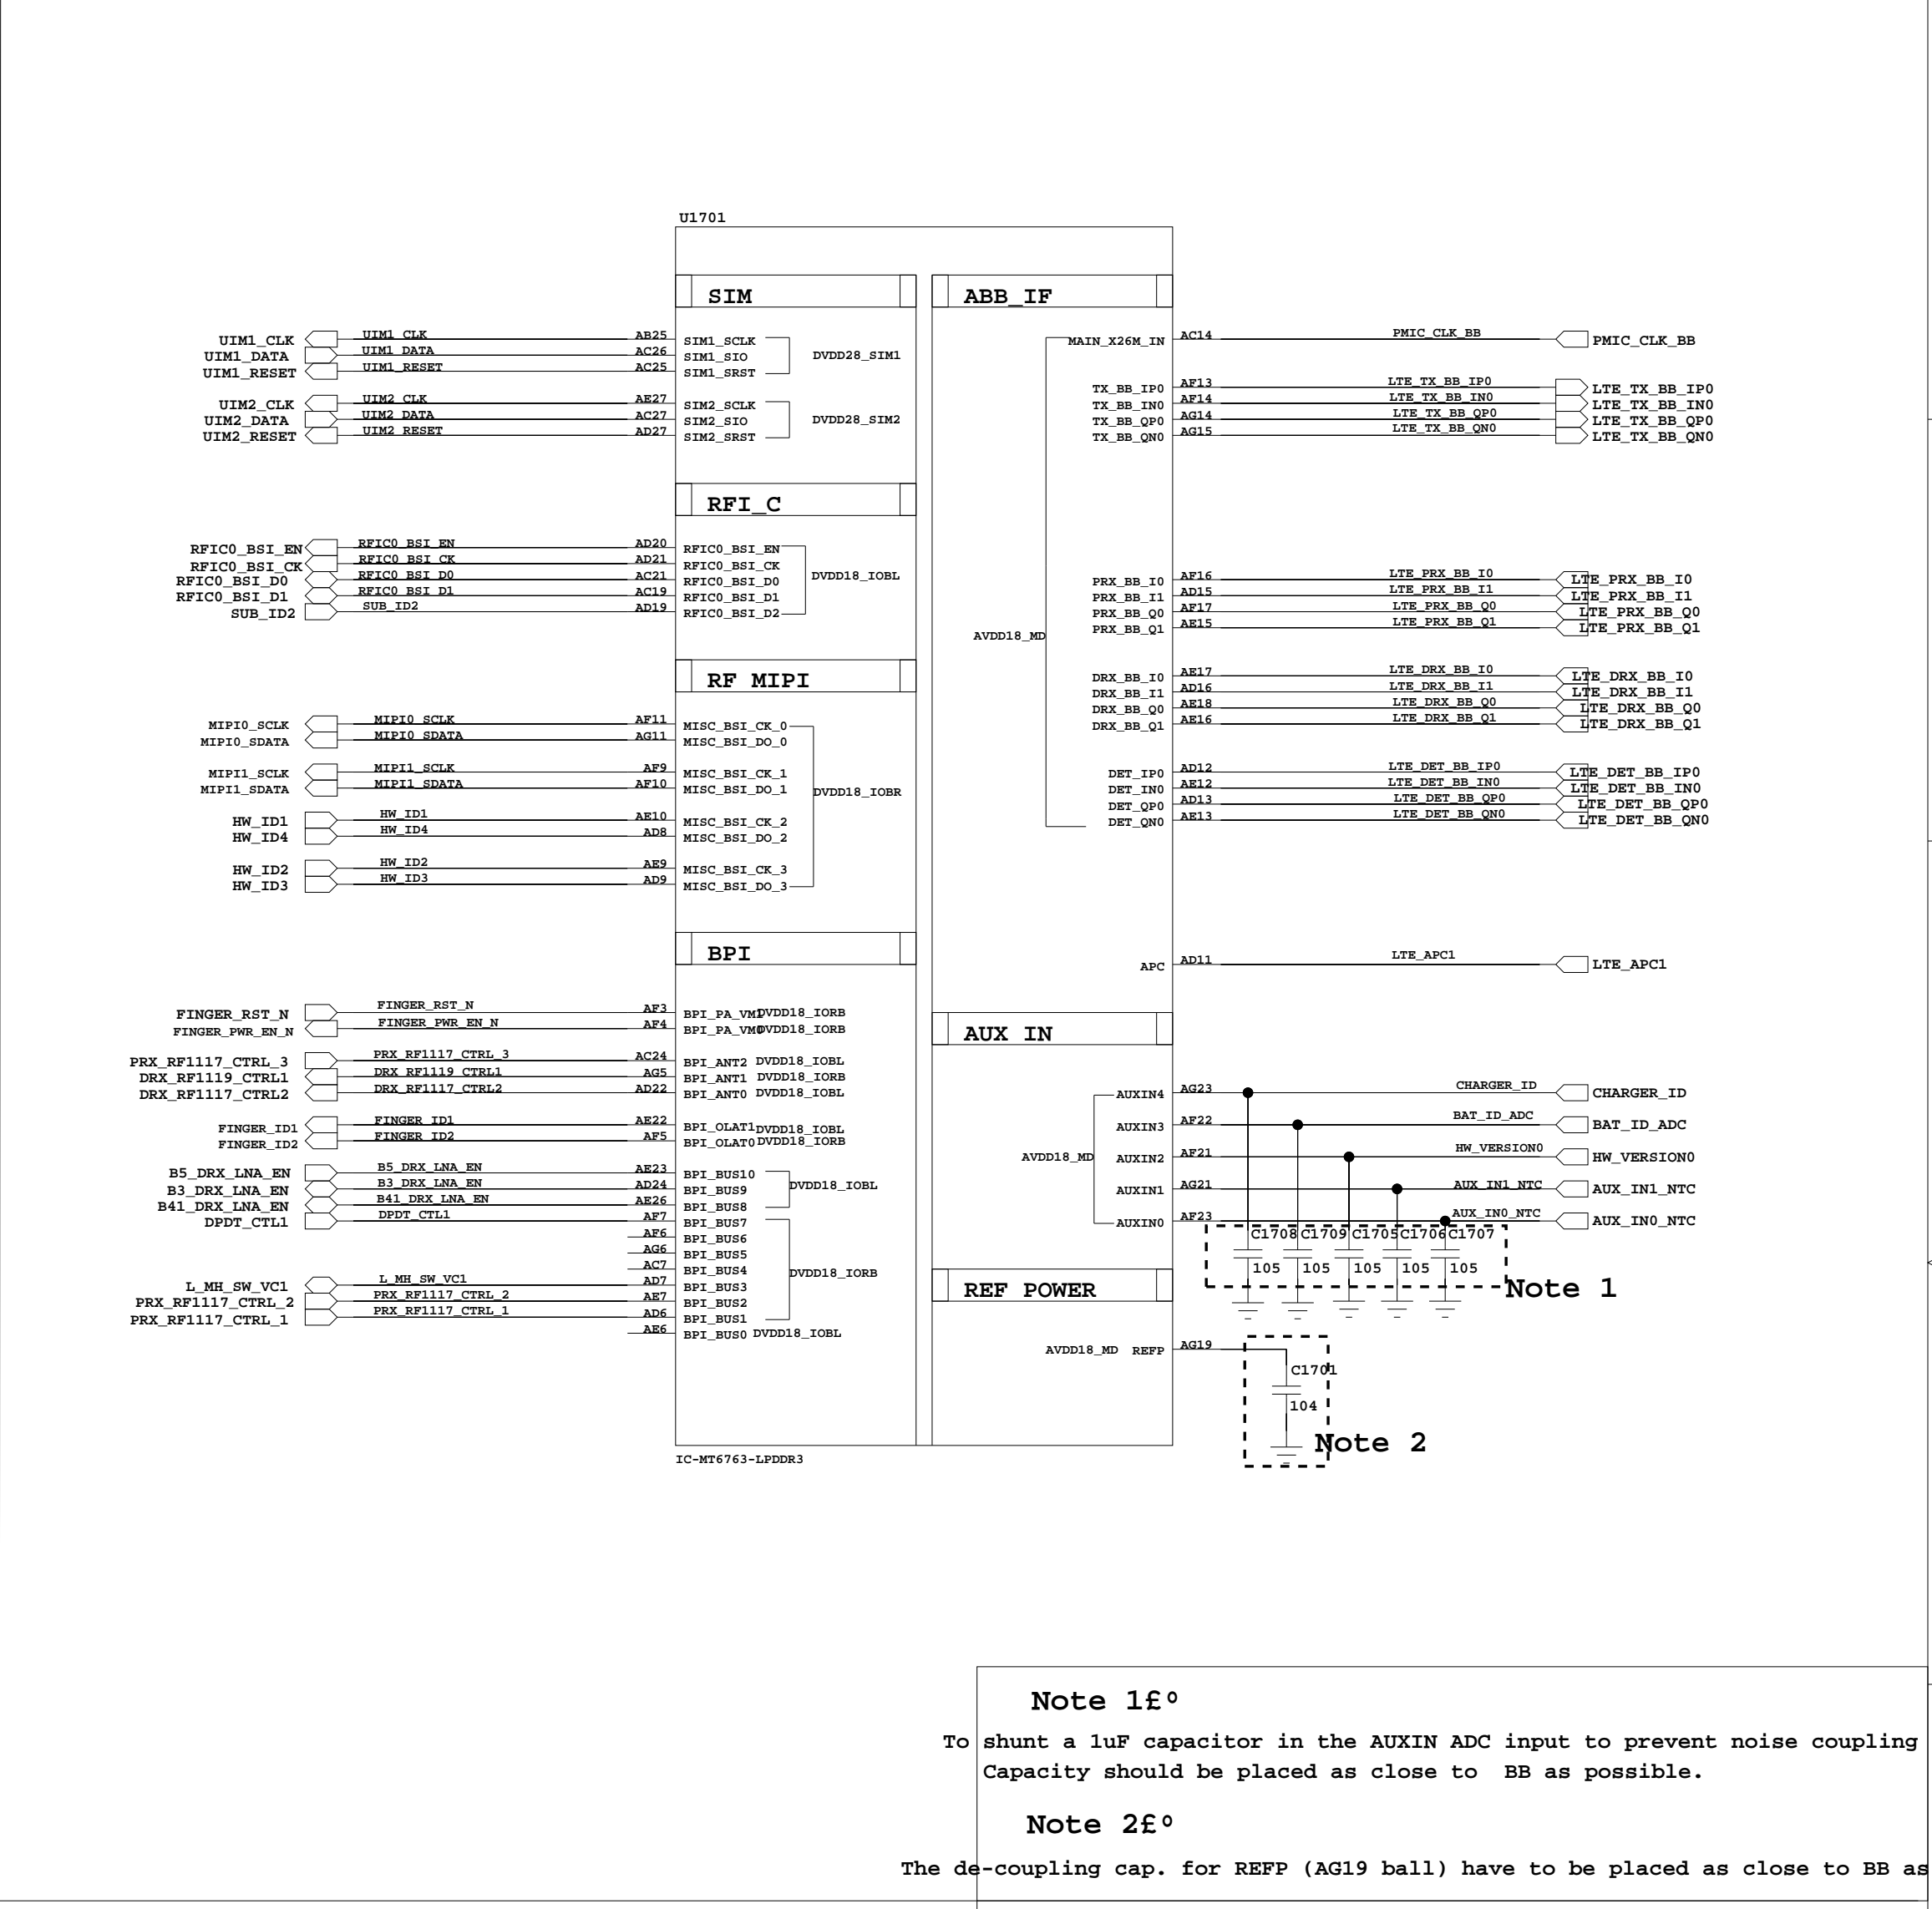 U1701
SIM
ABB_IF
UIM1_CLK UIM1_CLK AB25 SIM1_SCLK
UIM1_DATA UIM1_DATA AC26 SIM1_SIO DVDD28_SIM1
UIM1_RESET UIM1_RESET AC25 SIM1_SRST
UIM2_CLK UIM2_CLK AE27 SIM2_SCLK
UIM2_DATA UIM2_DATA AC27 SIM2_SIO DVDD28_SIM2
UIM2_RESET UIM2_RESET AD27 SIM2_SRST
RFI_C
RFIC0_BSI_EN RFIC0_BSI_EN AD20 RFIC0_BSI_EN
RFIC0_BSI_CK RFIC0_BSI_CK AD21 RFIC0_BSI_CK
RFIC0_BSI_D0 RFIC0_BSI_D0 AC21 RFIC0_BSI_D0 DVDD18_IOBL
RFIC0_BSI_D1 RFIC0_BSI_D1 AC19 RFIC0_BSI_D1
SUB_ID2 SUB_ID2 AD19 RFIC0_BSI_D2
RF MIPI
MIPI0_SCLK MIPI0_SCLK AF11 MISC_BSI_CK_0
MIPI0_SDATA MIPI0_SDATA AG11 MISC_BSI_DO_0
MIPI1_SCLK MIPI1_SCLK AF9 MISC_BSI_CK_1
MIPI1_SDATA MIPI1_SDATA AF10 MISC_BSI_DO_1 DVDD18_IOBR
HW_ID1 HW_ID1 AE10 MISC_BSI_CK_2
HW_ID4 HW_ID4 AD8 MISC_BSI_DO_2
HW_ID2 HW_ID2 AE9 MISC_BSI_CK_3
HW_ID3 HW_ID3 AD9 MISC_BSI_DO_3
BPI
FINGER_RST_N FINGER_RST_N AF3 BPI_PA_VM1 DVDD18_IORB
FINGER_PWR_EN_N FINGER_PWR_EN_N AF4 BPI_PA_VM0 DVDD18_IORB
PRX_RF1117_CTRL_3 PRX_RF1117_CTRL_3 AC24 BPI_ANT2 DVDD18_IOBL
DRX_RF1119_CTRL1 DRX_RF1119_CTRL1 AG5 BPI_ANT1 DVDD18_IORB
DRX_RF1117_CTRL2 DRX_RF1117_CTRL2 AD22 BPI_ANT0 DVDD18_IOBL
FINGER_ID1 FINGER_ID1 AE22 BPI_OLAT1 DVDD18_IOBL
FINGER_ID2 FINGER_ID2 AF5 BPI_OLAT0 DVDD18_IORB
B5_DRX_LNA_EN B5_DRX_LNA_EN AE23 BPI_BUS10
B3_DRX_LNA_EN B3_DRX_LNA_EN AD24 BPI_BUS9 DVDD18_IOBL
B41_DRX_LNA_EN B41_DRX_LNA_EN AE26 BPI_BUS8
DPDT_CTL1 DPDT_CTL1 AF7 BPI_BUS7
AF6 BPI_BUS6
AG6 BPI_BUS5
AC7 BPI_BUS4 DVDD18_IORB
L_MH_SW_VC1 L_MH_SW_VC1 AD7 BPI_BUS3
PRX_RF1117_CTRL_2 PRX_RF1117_CTRL_2 AE7 BPI_BUS2
PRX_RF1117_CTRL_1 PRX_RF1117_CTRL_1 AD6 BPI_BUS1
AE6 BPI_BUS0 DVDD18_IOBL
MAIN_X26M_IN AC14 PMIC_CLK_BB PMIC_CLK_BB
TX_BB_IP0 AF13 LTE_TX_BB_IP0 LTE_TX_BB_IP0
TX_BB_IN0 AF14 LTE_TX_BB_IN0 LTE_TX_BB_IN0
TX_BB_QP0 AG14 LTE_TX_BB_QP0 LTE_TX_BB_QP0
TX_BB_QN0 AG15 LTE_TX_BB_QN0 LTE_TX_BB_QN0
PRX_BB_I0 AF16 LTE_PRX_BB_I0 LTE_PRX_BB_I0
PRX_BB_I1 AD15 LTE_PRX_BB_I1 LTE_PRX_BB_I1
PRX_BB_Q0 AF17 LTE_PRX_BB_Q0 LTE_PRX_BB_Q0
PRX_BB_Q1 AE15 LTE_PRX_BB_Q1 LTE_PRX_BB_Q1
AVDD18_MD
DRX_BB_I0 AE17 LTE_DRX_BB_I0 LTE_DRX_BB_I0
DRX_BB_I1 AD16 LTE_DRX_BB_I1 LTE_DRX_BB_I1
DRX_BB_Q0 AE18 LTE_DRX_BB_Q0 LTE_DRX_BB_Q0
DRX_BB_Q1 AE16 LTE_DRX_BB_Q1 LTE_DRX_BB_Q1
DET_IP0 AD12 LTE_DET_BB_IP0 LTE_DET_BB_IP0
DET_IN0 AE12 LTE_DET_BB_IN0 LTE_DET_BB_IN0
DET_QP0 AD13 LTE_DET_BB_QP0 LTE_DET_BB_QP0
DET_QN0 AE13 LTE_DET_BB_QN0 LTE_DET_BB_QN0
APC AD11 LTE_APC1 LTE_APC1
AUX IN
AUXIN4 AG23 CHARGER_ID CHARGER_ID
AUXIN3 AF22 BAT_ID_ADC BAT_ID_ADC
AVDD18_MD AUXIN2 AF21 HW_VERSION0 HW_VERSION0
AUXIN1 AG21 AUX_IN1_NTC AUX_IN1_NTC
AUXIN0 AF23 AUX_IN0_NTC AUX_IN0_NTC
C1708 C1709 C1705 C1706 C1707
105 105 105 105 105
Note 1
REF POWER
AVDD18_MD REFP AG19
C1701
104
Note 2
IC-MT6763-LPDDR3
Note 1£º
To shunt a 1uF capacitor in the AUXIN ADC input to prevent noise coupling
Capacity should be placed as close to BB as possible.
Note 2£º
The de-coupling cap. for REFP (AG19 ball) have to be placed as close to BB as